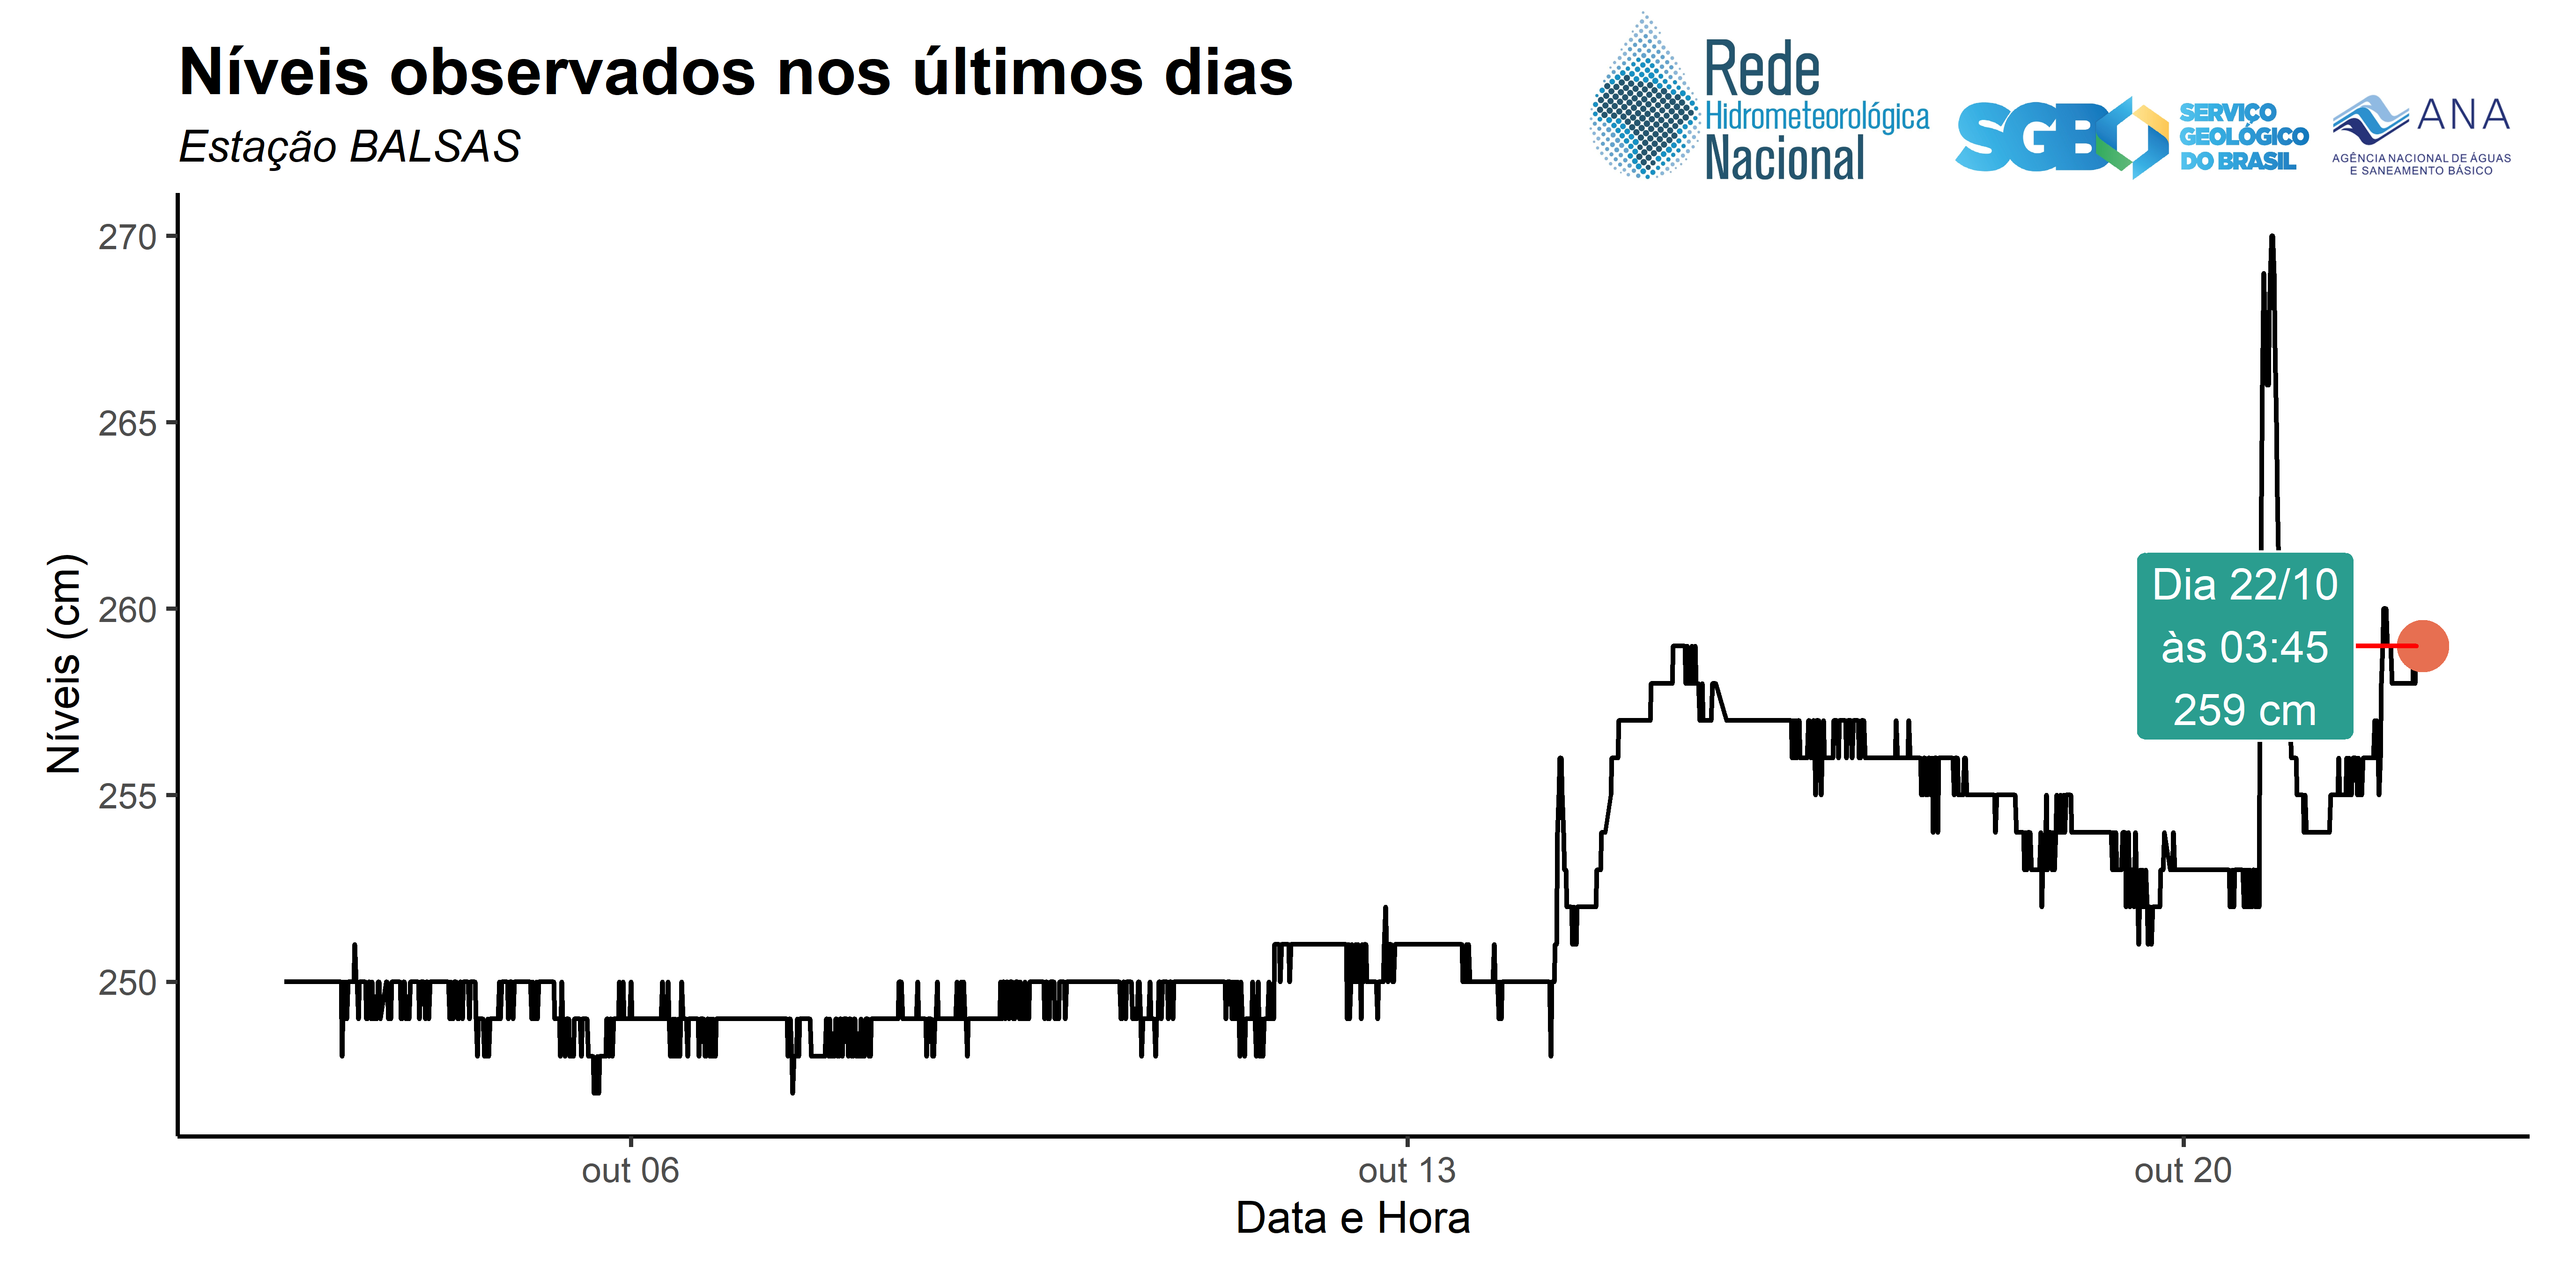 Níveis observados nos últimos dias
Estação BALSAS
Rede
Hidrometeorológica
Nacional
SGB
SERVIÇO
GEOLÓGICO
DO BRASIL
ANA
AGÊNCIA NACIONAL DE ÁGUAS
E SANEAMENTO BÁSICO
Níveis (cm)
270
265
260
255
250
Dia 22/10
às 03:45
259 cm
out 06
out 13
out 20
Data e Hora